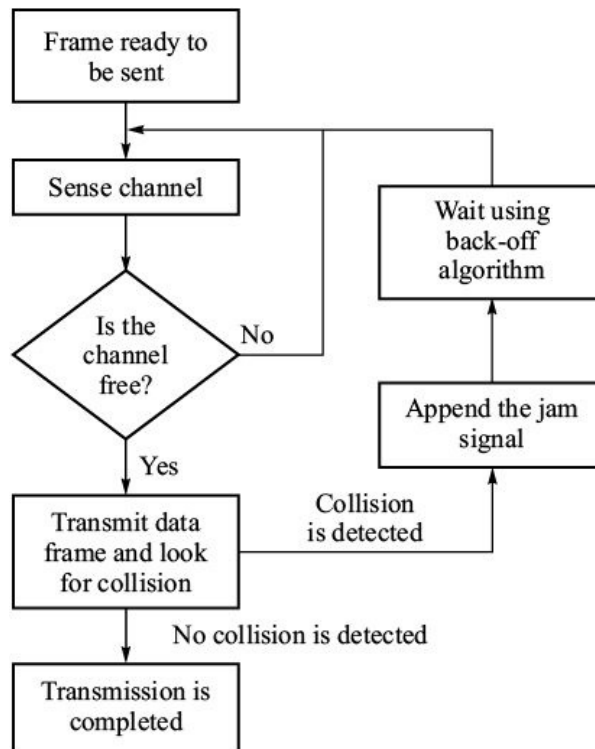 Frame ready to
be sent
Sense channel
Is the
channel
free?
No
Yes
Transmit data
frame and look
for collision
No collision is detected
Transmission is
completed
Collision
is detected
Append the jam
signal
Wait using
back-off
algorithm